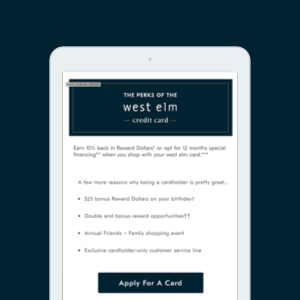 THE PERKS OF THE
west elm
credit card
Earn 10% back in Reward Dollars* or opt for 12 months special
financing** when you shop with your west elm card.***
A few more reasons why being a cardholder is pretty great...
• $25 bonus Reward Dollars on your birthday†
• Double and bonus reward opportunities††
• Annual Friends + Family shopping event
• Exclusive cardholder-only customer service line
Apply For A Card